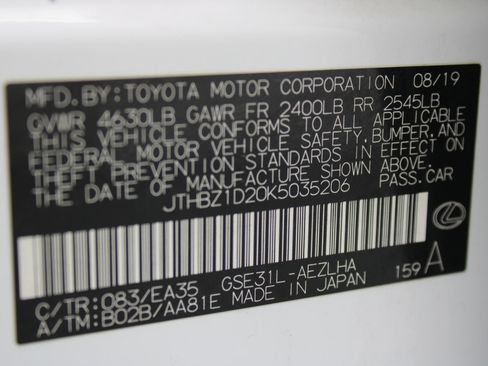 MFD.BY:TOYOTA MOTOR CORPORATION 08/19
GVWR 4630LB GAWR FR 2400LB RR 2545LB
THIS VEHICLE CONFORMS TO ALL APPLICABLE
FEDERAL MOTOR VEHICLE SAFETY, BUMPER, AND
THEFT PREVENTION STANDARDS IN EFFECT ON
THE DATE OF MANUFACTURE SHOWN ABOVE.
JTHBZ1D20K5035206 PASS.CAR
C/TR:083/EA35 GSE31L-AEZLHA
A/TM:B02B/AA81E MADE IN JAPAN 159 A